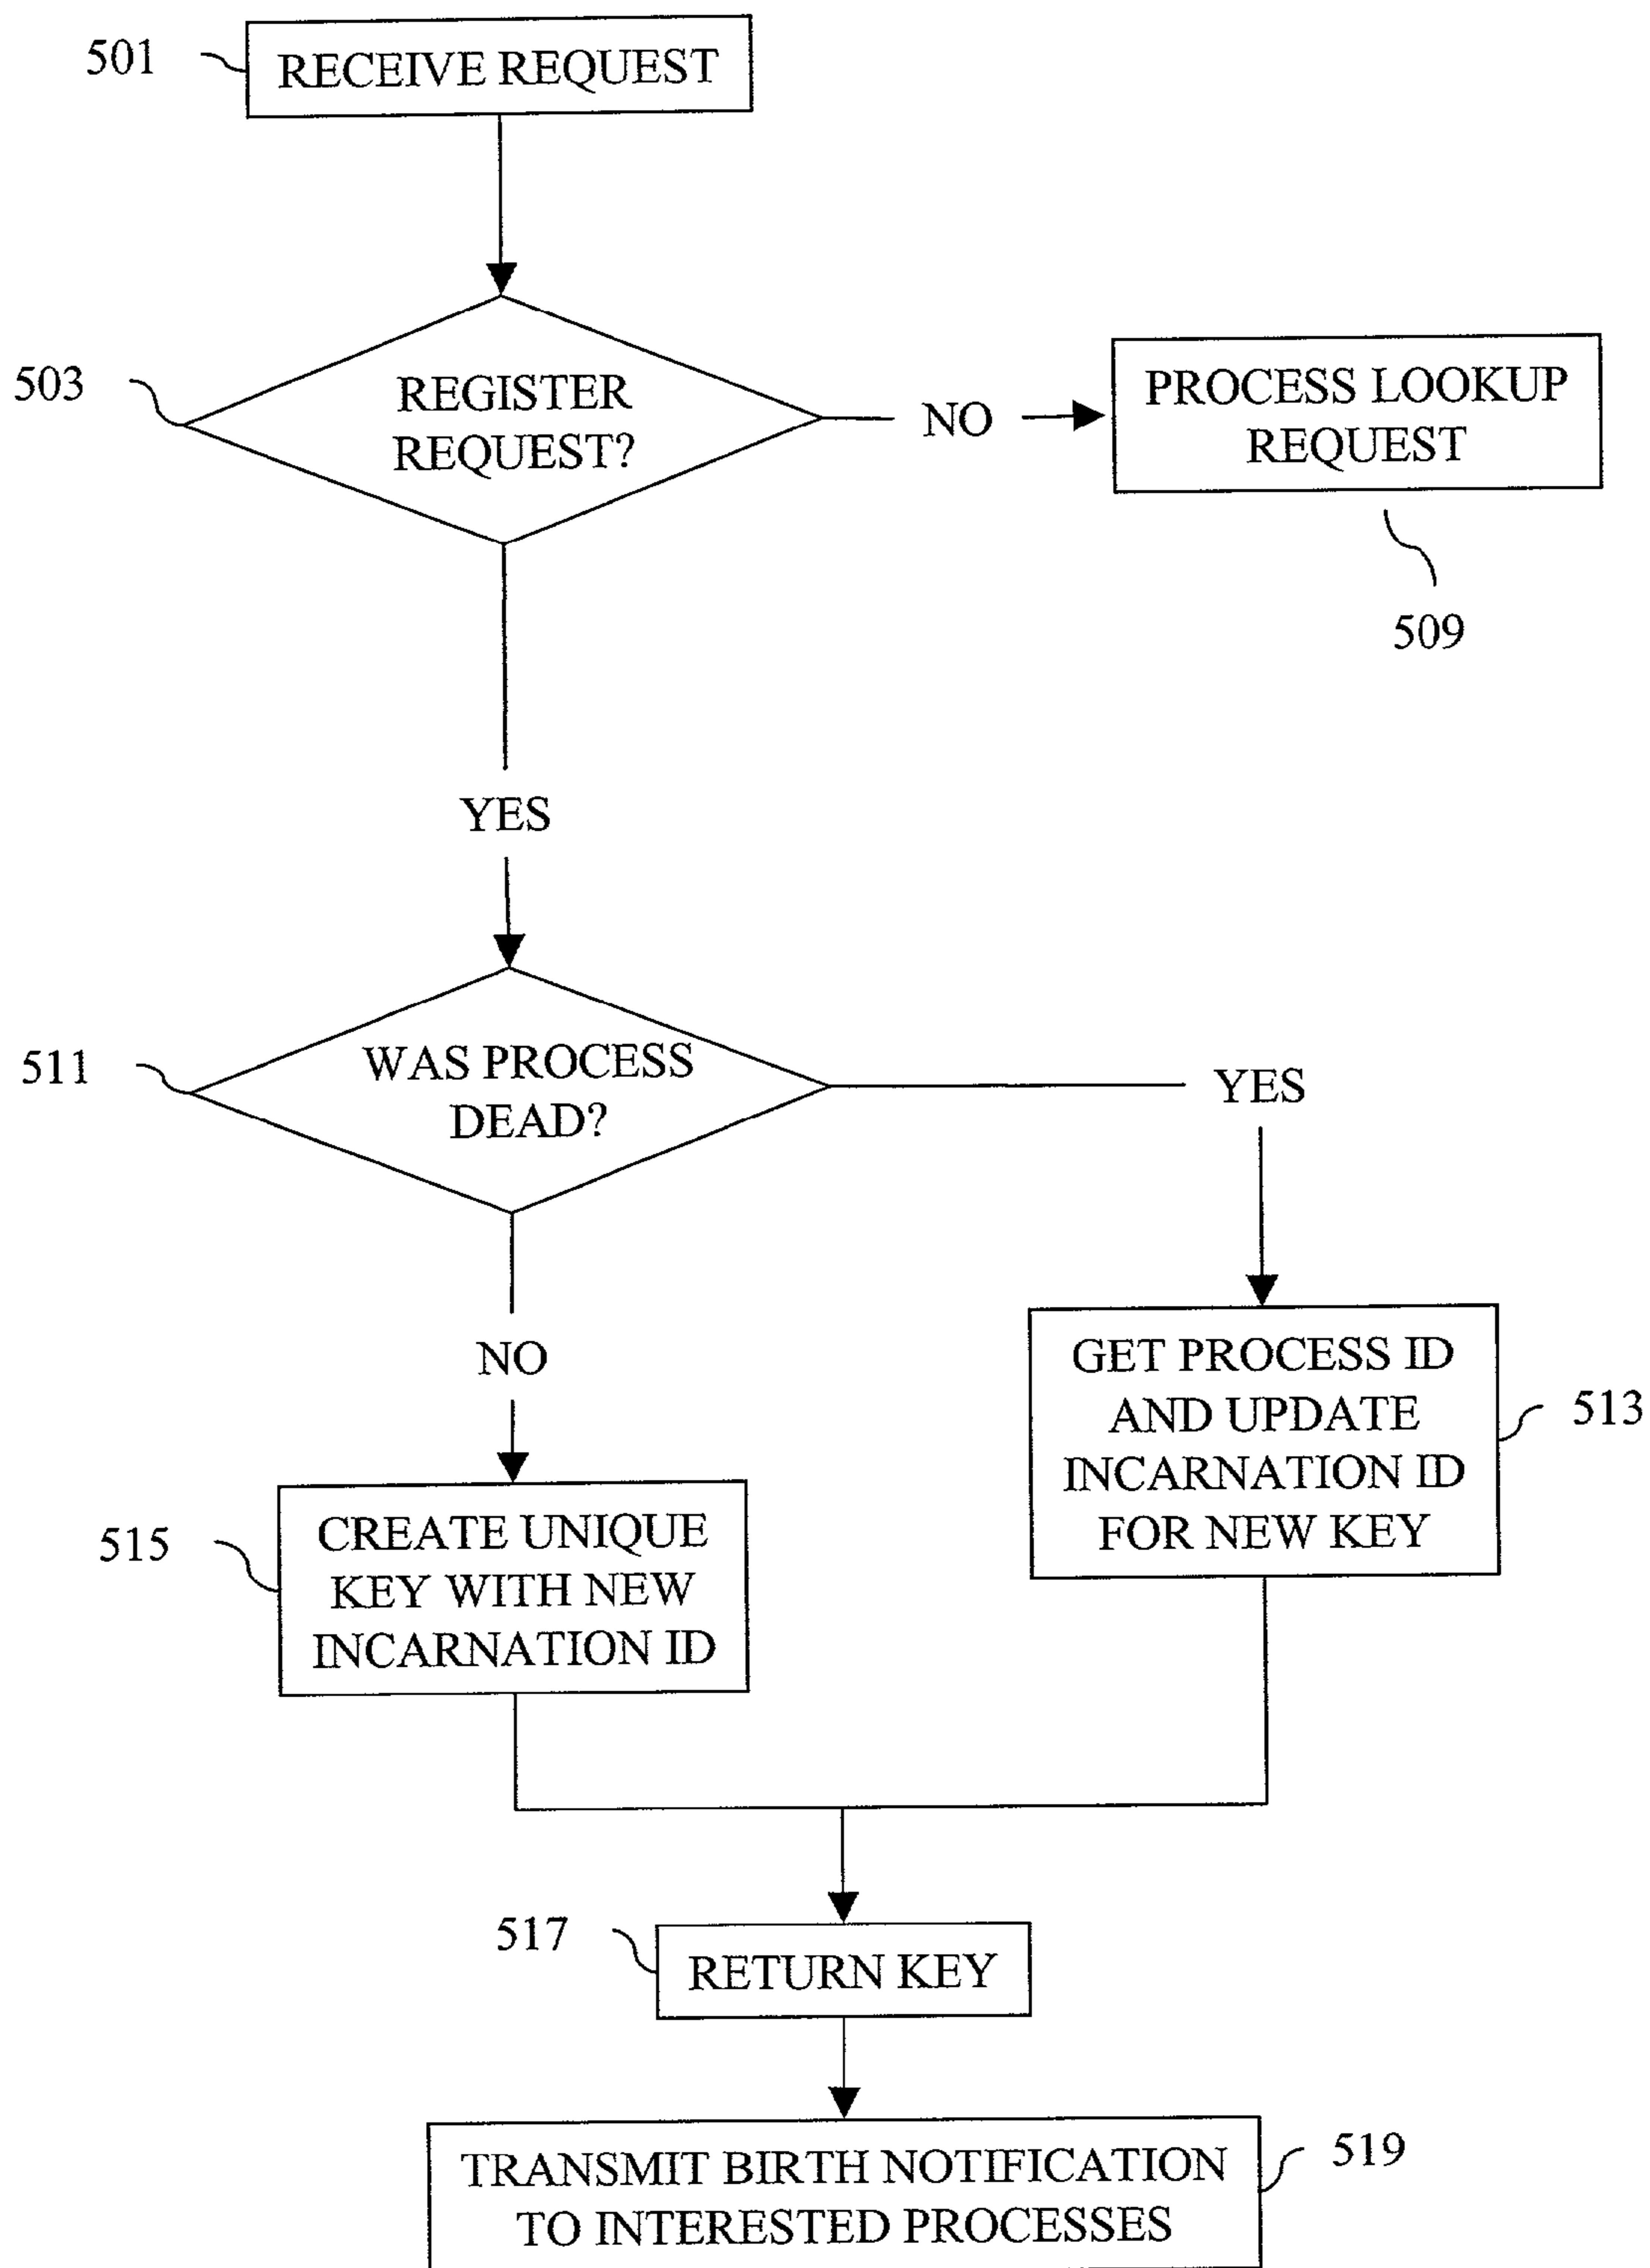 501
RECEIVE REQUEST
503
REGISTER
REQUEST?
NO
PROCESS LOOKUP
REQUEST
509
YES
511
WAS PROCESS
DEAD?
YES
NO
GET PROCESS ID
AND UPDATE
INCARNATION ID
FOR NEW KEY
513
515
CREATE UNIQUE
KEY WITH NEW
INCARNATION ID
517
RETURN KEY
TRANSMIT BIRTH NOTIFICATION
TO INTERESTED PROCESSES
519